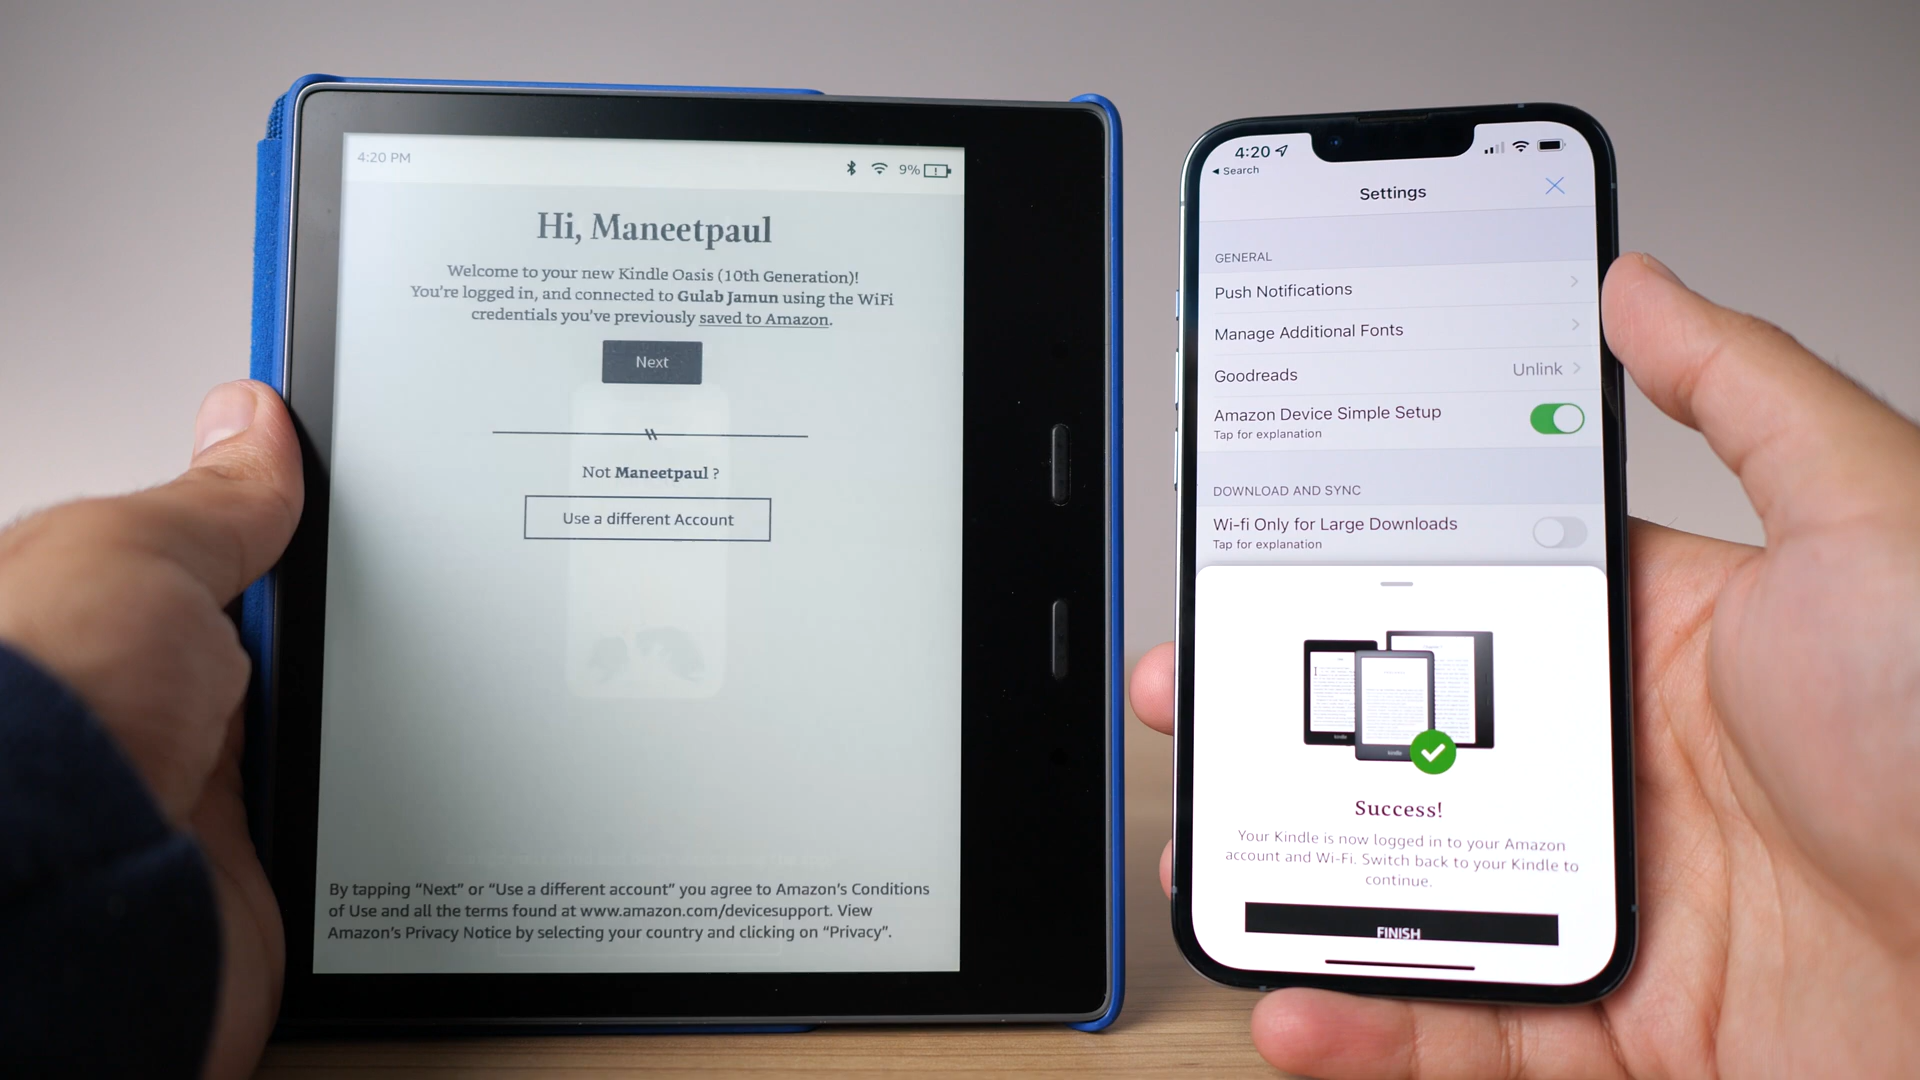 4:20 PM
9%
Hi, Maneetpaul
Welcome to your new Kindle Oasis (10th Generation)!
You're logged in, and connected to Gulab Jamun using the WiFi
credentials you've previously saved to Amazon.
Next
Not Maneetpaul ?
Use a different Account
By tapping “Next” or “Use a different account” you agree to Amazon's Conditions
of Use and all the terms found at www.amazon.com/devicesupport. View
Amazon's Privacy Notice by selecting your country and clicking on “Privacy”.
4:20
Search
Settings
GENERAL
Push Notifications
Manage Additional Fonts
Goodreads Unlink
Amazon Device Simple Setup
Tap for explanation
DOWNLOAD AND SYNC
Wi-fi Only for Large Downloads
Tap for explanation
kindle
kindle
Success!
Your Kindle is now logged in to your Amazon
account and Wi-Fi. Switch back to your Kindle to
continue.
FINISH